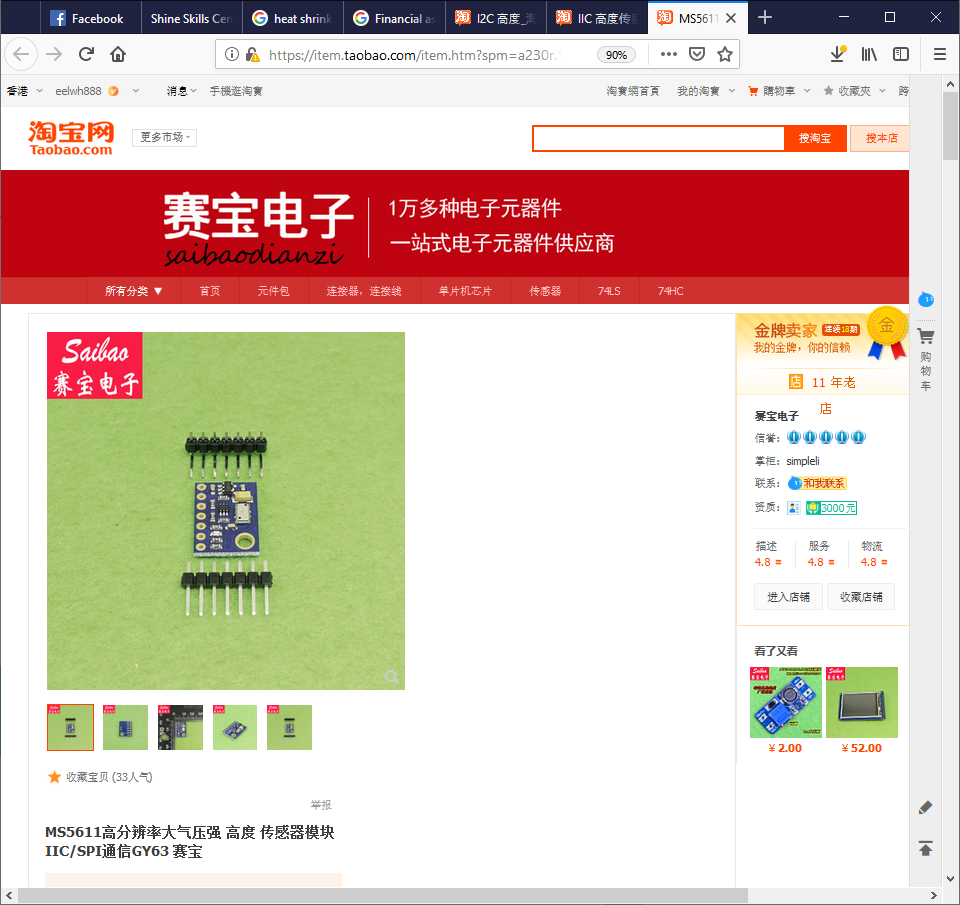 Facebook
Shine Skills Cen
heat shrink
Financial as
I2C 高度_淘
IIC 高度传感
MS5611
https://item.taobao.com/item.htm?spm=a230r.
90%
香港
eelwh888
消息
手機逛淘寶
淘寶網首頁
我的淘寶
購物車
收藏夾
淘宝网
Taobao.com
更多市场
搜淘宝
搜本店
赛宝电子
saibaodianzi
1万多种电子元器件
一站式电子元器件供应商
所有分类
首页
元件包
连接器，连接线
单片机芯片
传感器
74LS
74HC
Saibao
赛宝电子
收藏宝贝 (33人气)
举报
MS5611高分辨率大气压强 高度 传感器模块
IIC/SPI通信GY63 赛宝
金牌卖家
连续18期
我的金牌，你的信赖
金
店 11 年老
店
赛宝电子
信誉：
掌柜： simpleli
联系： 和我联系
资质： 3000 元
描述 服务 物流
4.8 = 4.8 = 4.8 =
进入店铺
收藏店铺
看了又看
¥ 2.00
¥ 52.00
购
物
车